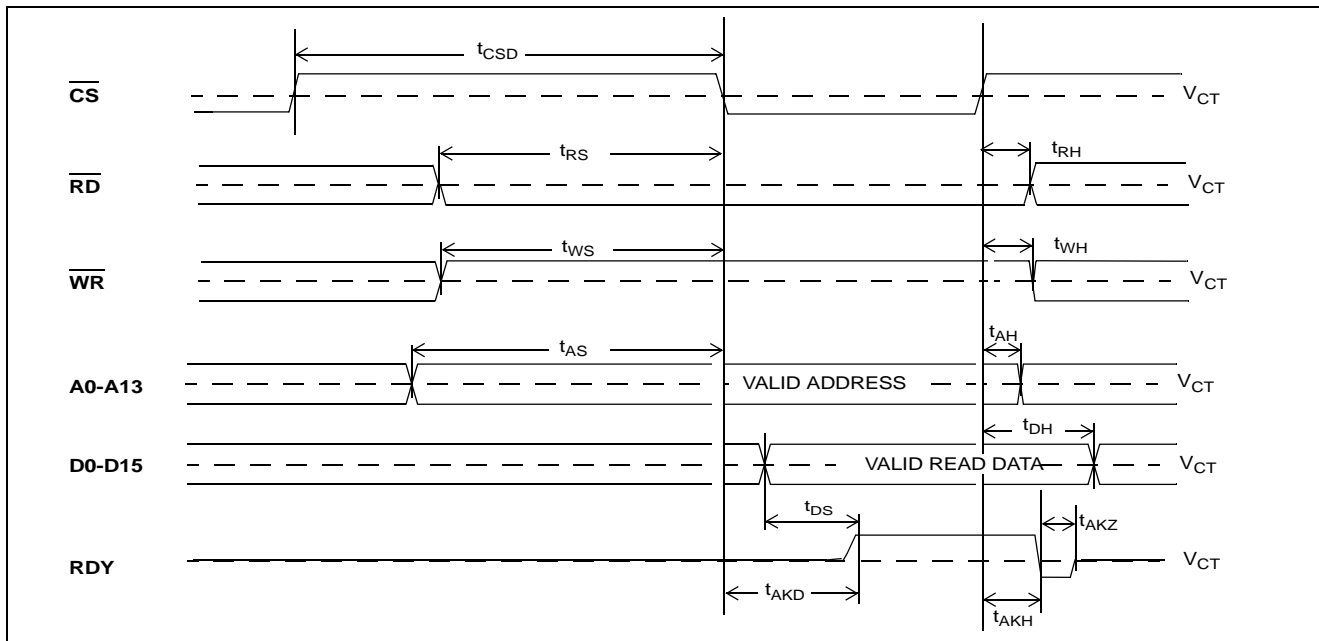 tCSD
CS VCT
tRS tRH
RD VCT
tWS tWH
WR VCT
tAS tAH
A0-A13 VALID ADDRESS VCT
tDH
D0-D15 VALID READ DATA VCT
tDS tAKZ
RDY VCT
tAKD tAKH